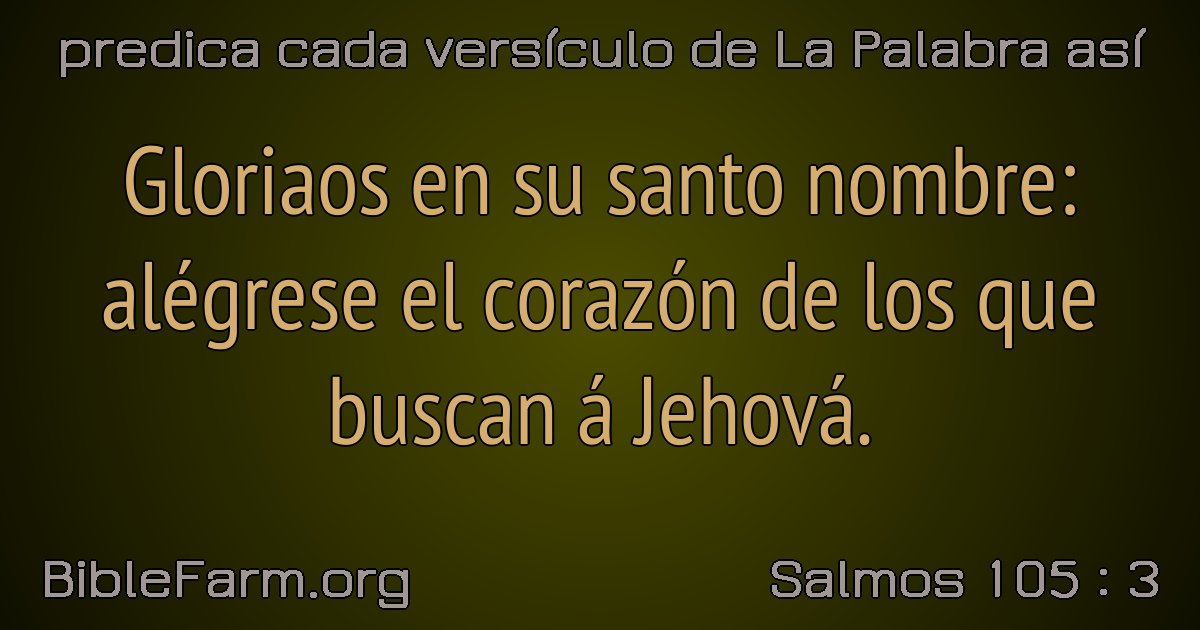 predica cada versículo de La Palabra así
Gloriaos en su santo nombre:
alégrese el corazón de los que
buscan á Jehová.
BibleFarm.org
Salmos 105 : 3